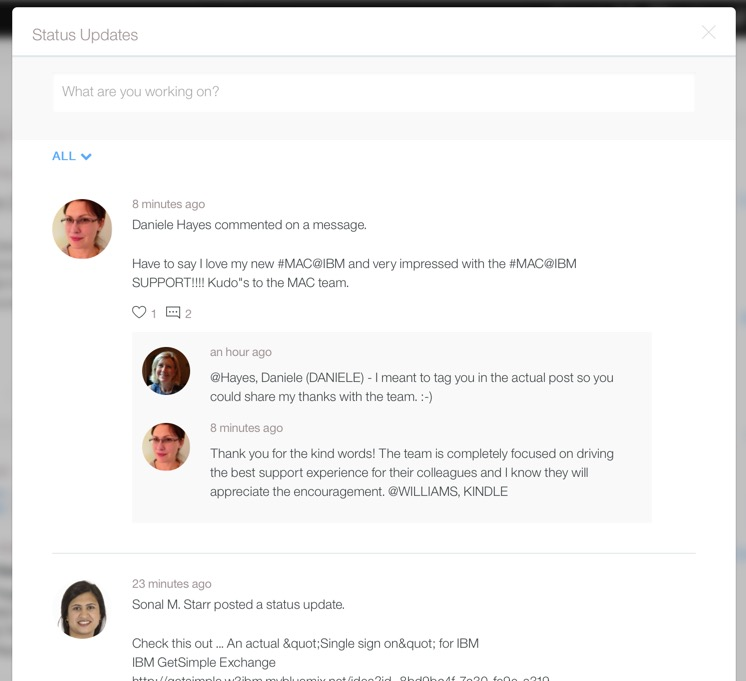 Status Updates
What are you working on?
ALL
8 minutes ago
Daniele Hayes commented on a message.
Have to say I love my new #MAC@IBM and very impressed with the #MAC@IBM
SUPPORT!!!! Kudo"s to the MAC team.
1 2
an hour ago
@Hayes, Daniele (DANIELE) - I meant to tag you in the actual post so you
could share my thanks with the team. :-)
8 minutes ago
Thank you for the kind words! The team is completely focused on driving
the best support experience for their colleagues and I know they will
appreciate the encouragement. @WILLIAMS, KINDLE
23 minutes ago
Sonal M. Starr posted a status update.
Check this out ... An actual &quot;Single sign on&quot; for IBM
IBM GetSimple Exchange